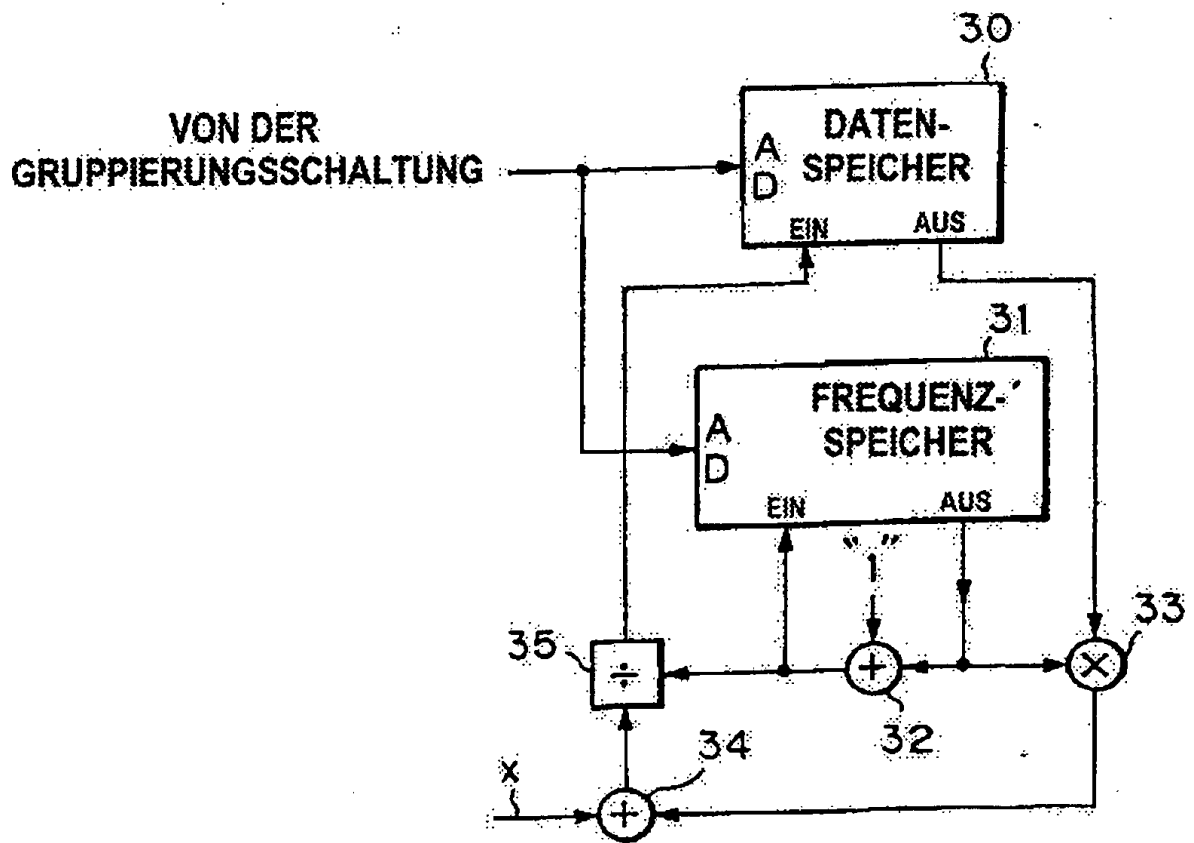 30
VON DER
GRUPPIERUNGSSCHALTUNG
A
D
DATEN-
SPEICHER
EIN
AUS
31
A
D
FREQUENZ-
SPEICHER
EIN
AUS
"1"
33
35
÷
+
×
32
34
X
+